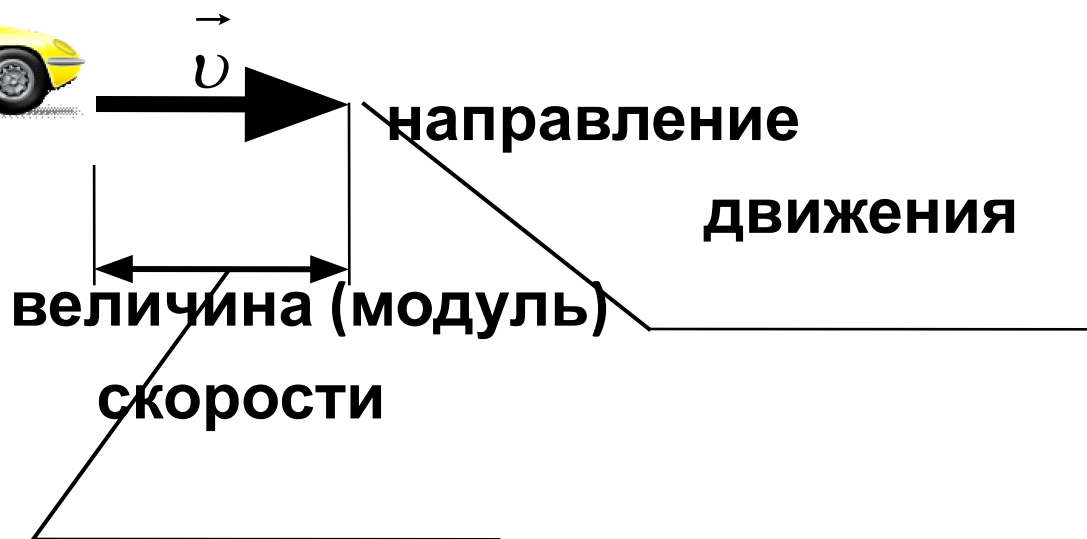 υ⃗
направление
движения
величина (модуль)
скорости